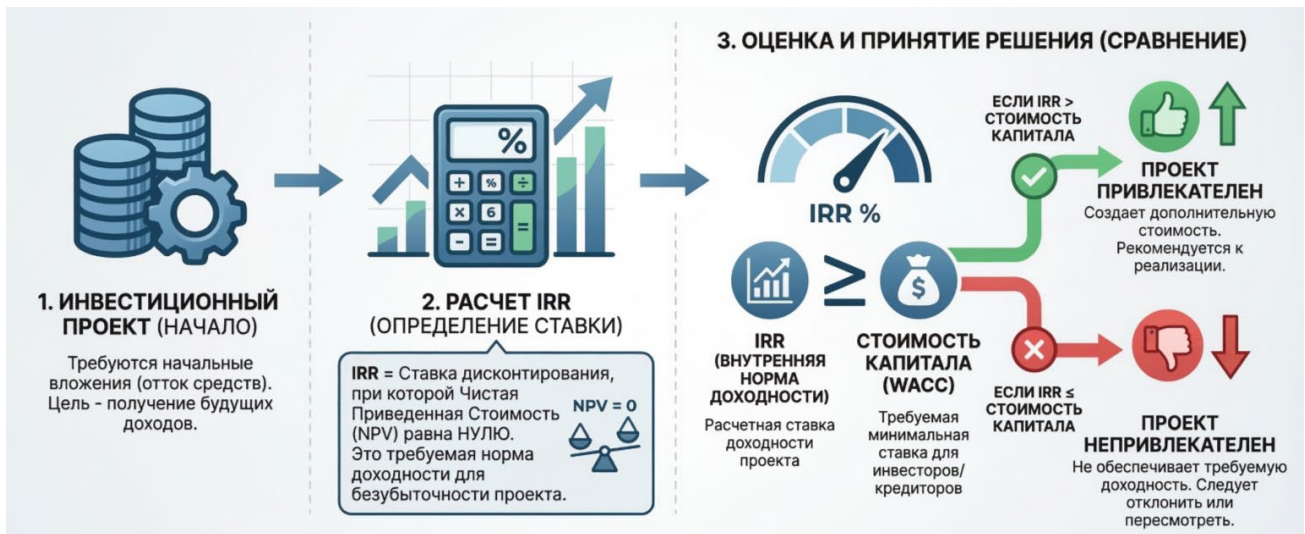 1. ИНВЕСТИЦИОННЫЙ
ПРОЕКТ (НАЧАЛО)
Требуются начальные
вложения (отток средств).
Цель - получение будущих
доходов.
%
+ % ÷
× 6
− = =
2. РАСЧЕТ IRR
(ОПРЕДЕЛЕНИЕ СТАВКИ)
IRR = Ставка дисконтирования,
при которой Чистая
Приведенная Стоимость
(NPV) равна НУЛЮ.
Это требуемая норма
доходности для
безубыточности проекта.
NPV = 0
3. ОЦЕНКА И ПРИНЯТИЕ РЕШЕНИЯ (СРАВНЕНИЕ)
IRR %
≥
$
IRR
(ВНУТРЕННЯЯ
НОРМА
ДОХОДНОСТИ)
Расчетная ставка
доходности
проекта
СТОИМОСТЬ
КАПИТАЛА
(WACC)
Требуемая
минимальная
ставка для
инвесторов/
кредиторов
ЕСЛИ IRR >
СТОИМОСТЬ
КАПИТАЛА
ПРОЕКТ
ПРИВЛЕКАТЕЛЕН
Создает дополнительную
стоимость.
Рекомендуется к
реализации.
ЕСЛИ IRR ≤
СТОИМОСТЬ
КАПИТАЛА
ПРОЕКТ
НЕПРИВЛЕКАТЕЛЕН
Не обеспечивает требуемую
доходность. Следует
отклонить или
пересмотреть.